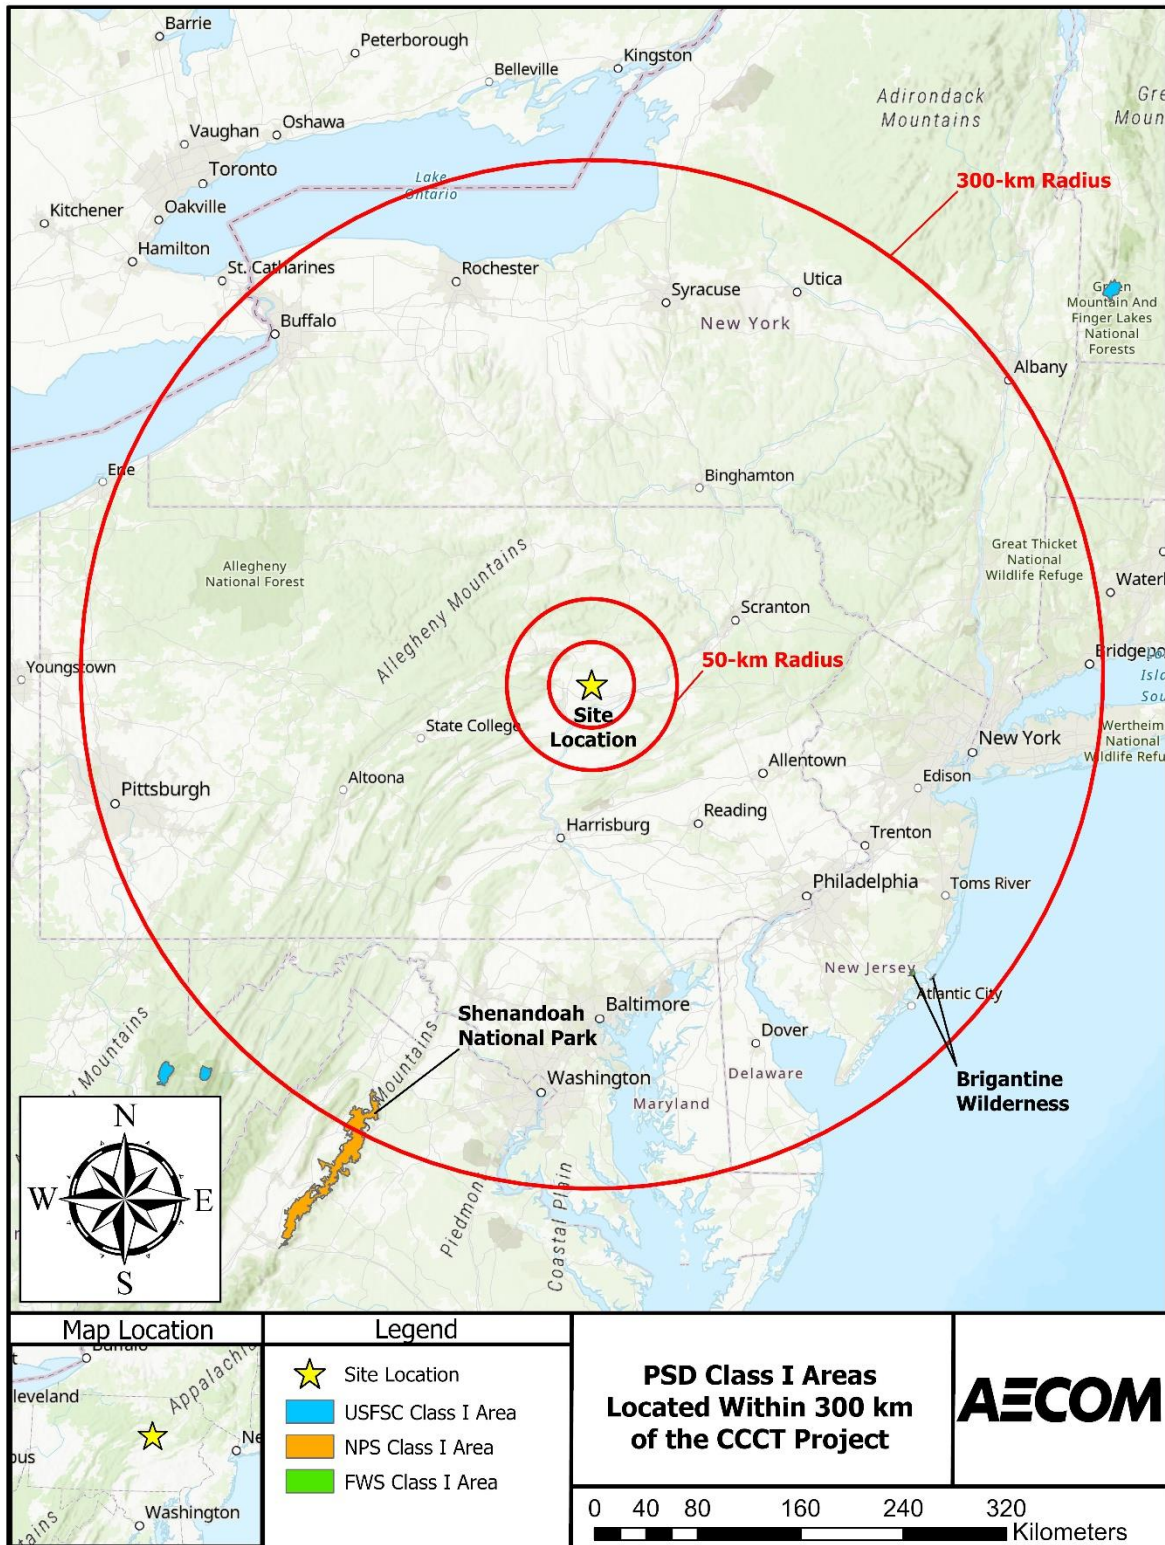 Barrie
Peterborough
Kingston
Belleville
Adirondack
Mountains
Vaughan
Oshawa
Toronto
Lake
Ontario
300-km Radius
Kitchener
Oakville
Hamilton
St. Catharines
Rochester
Syracuse
Utica
Green
Mountain And
Finger Lakes
National
Forests
Buffalo
New York
Albany
Erie
Binghamton
Allegheny
National Forest
Allegheny Mountains
Great Thicket
National
Wildlife Refuge
Scranton
Youngstown
50-km Radius
Site
Location
State College
Wertheim
National
New York
Allentown
Altoona
Edison
Pittsburgh
Harrisburg
Reading
Trenton
Philadelphia
Toms River
New Jersey
Atlantic City
Shenandoah
National Park
Baltimore
Mountains
Dover
Brigantine
Wilderness
Washington
Delaware
Maryland
Mountains
Piedmont
Coastal Plain
N
W E
S
Map Location
Legend
Appalachi
leveland
Washington
Site Location
USFSC Class I Area
NPS Class I Area
FWS Class I Area
PSD Class I Areas
Located Within 300 km
of the CCCT Project
AECOM
0 40 80 160 240 320
Kilometers